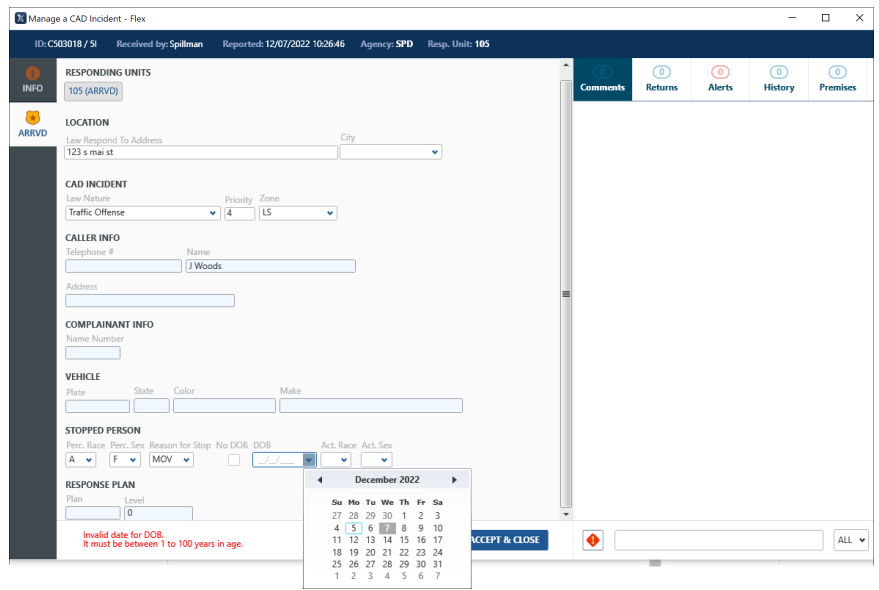 Manage a CAD Incident - Flex
ID: C503018 / 5I Received by: Spillman Reported: 12/07/2022 10:26:46 Agency: SPD Resp. Unit: 105
INFO
ARRVD
RESPONDING UNITS
105 (ARRVD)
LOCATION
Law Respond To Address City
123 s mai st
CAD INCIDENT
Law Nature Priority Zone
Traffic Offense 4 LS
CALLER INFO
Telephone # Name
J Woods
Address
COMPLAINANT INFO
Name Number
VEHICLE
Plate State Color Make
STOPPED PERSON
Perc. Race Perc. Sex Reason for Stop No DOB DOB Act. Race Act. Sex
A F MOV _/_/___
RESPONSE PLAN
Plan Level
0
Invalid date for DOB.
It must be between 1 to 100 years in age.
ACCEPT & CLOSE
December 2022
Su Mo Tu We Th Fr Sa
27 28 29 30 1 2 3
4 5 6 7 8 9 10
11 12 13 14 15 16 17
18 19 20 21 22 23 24
25 26 27 28 29 30 31
1 2 3 4 5 6 7
0 0 0 0 0
Comments Returns Alerts History Premises
ALL